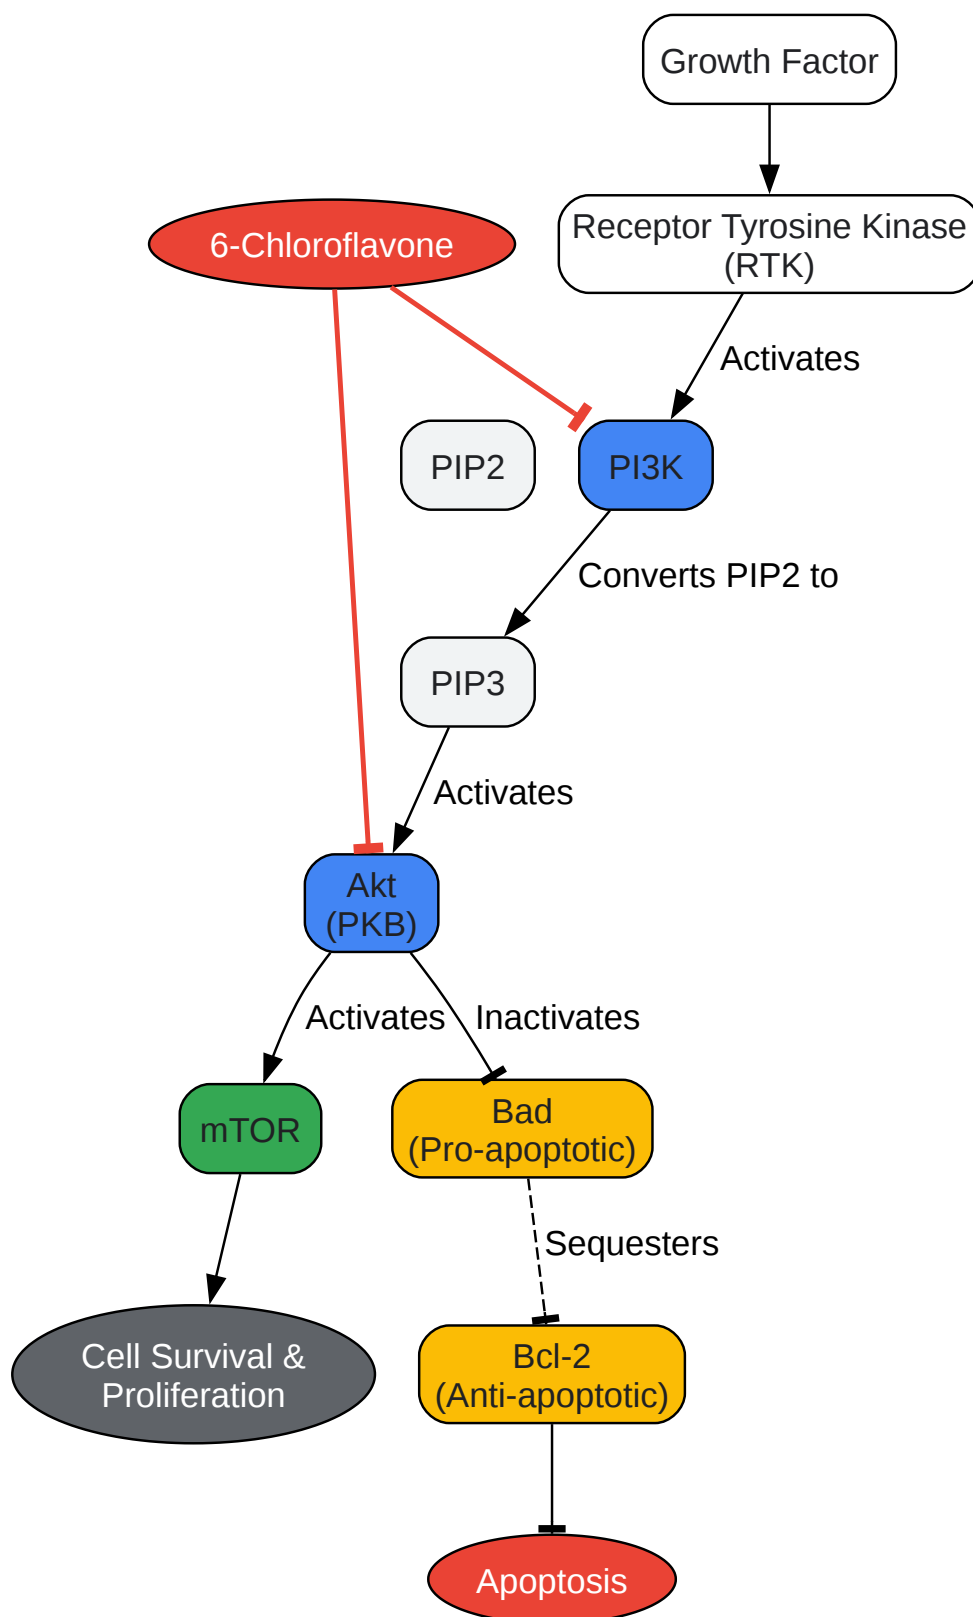 Growth Factor
6-Chloroflavone
Receptor Tyrosine Kinase
(RTK)
Activates
PIP2
PI3K
Converts PIP2 to
PIP3
Activates
Akt
(PKB)
Activates
Inactivates
mTOR
Bad
(Pro-apoptotic)
Sequesters
Cell Survival &
Proliferation
Bcl-2
(Anti-apoptotic)
Apoptosis